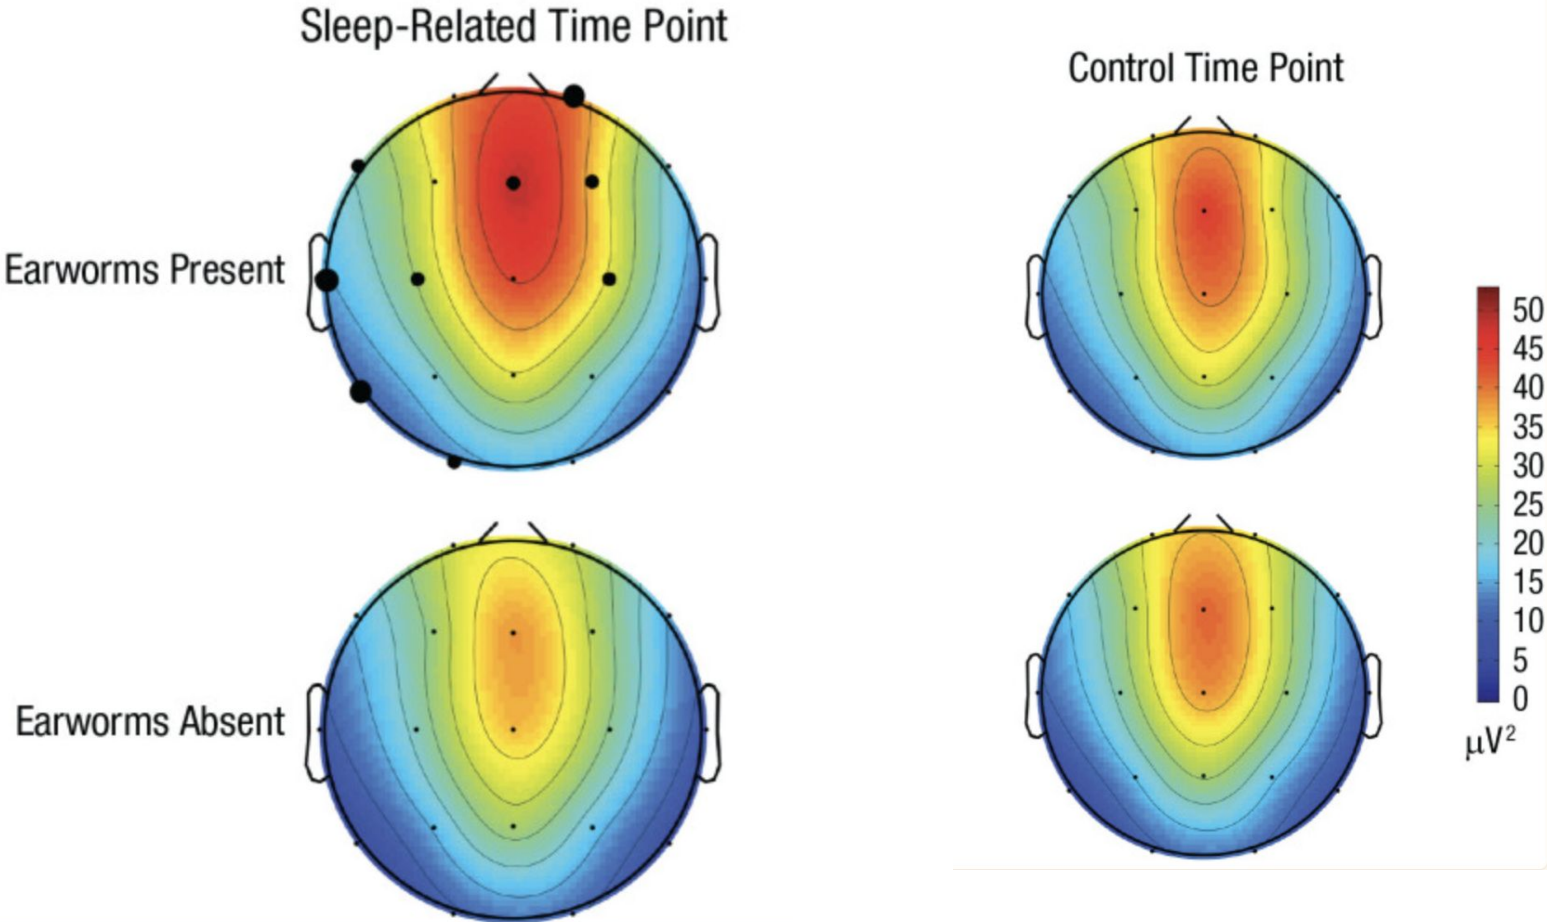 Sleep-Related Time Point
Control Time Point
Earworms Present
50
45
40
35
30
25
20
15
10
5
0
μV²
Earworms Absent